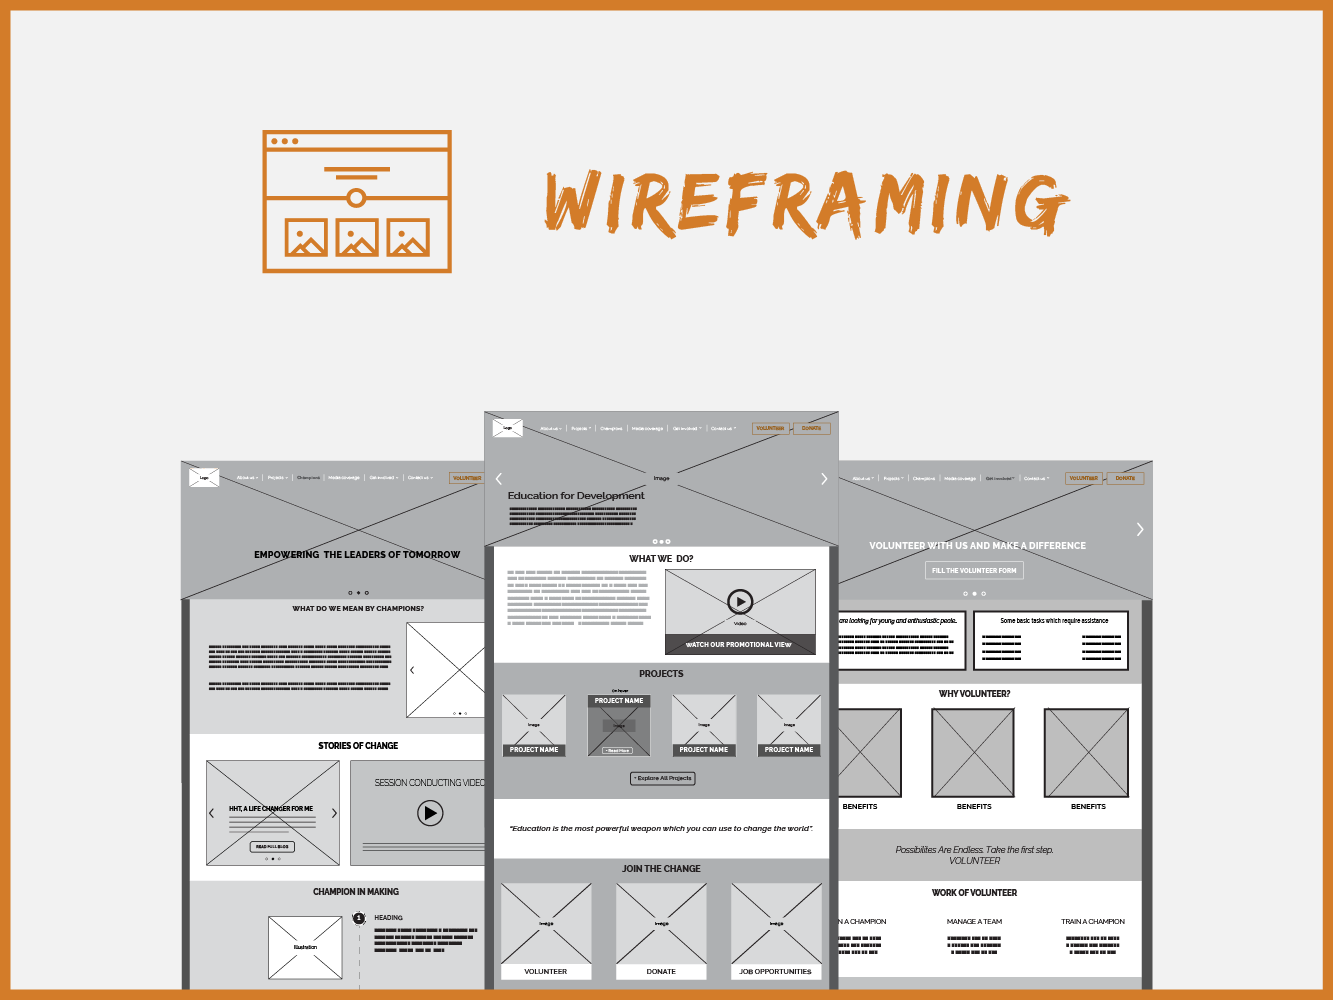 WIREFRAMING
Logo
About us
Projects
Champions
Media coverage
Get involved
Contact us
VOLUNTEER
EMPOWERING THE LEADERS OF TOMORROW
WHAT DO WE MEAN BY CHAMPIONS?
STORIES OF CHANGE
HHT, A LIFE CHANGER FOR ME
READ FULL BLOG
SESSION CONDUCTING VIDEO
CHAMPION IN MAKING
Illustration
1
HEADING
Logo
About us
Projects
Champions
Media coverage
Get involved
Contact us
VOLUNTEER
DONATE
Image
Education for Development
WHAT WE DO?
Video
WATCH OUR PROMOTIONAL VIEW
PROJECTS
On hover
Image
PROJECT NAME
PROJECT NAME
Image
Read More
Image
PROJECT NAME
Image
PROJECT NAME
Explore All Projects
"Education is the most powerful weapon which you can use to change the world".
JOIN THE CHANGE
Image
Image
Image
VOLUNTEER
DONATE
JOB OPPORTUNITIES
About us
Projects
Champions
Media coverage
Get involved
Contact us
VOLUNTEER
DONATE
VOLUNTEER WITH US AND MAKE A DIFFERENCE
FILL THE VOLUNTEER FORM
are looking for young and enthusiastic peole.
Some basic tasks which require assistance
WHY VOLUNTEER?
BENEFITS
BENEFITS
BENEFITS
Possibilites Are Endless. Take the first step.
VOLUNTEER
WORK OF VOLUNTEER
N A CHAMPION
MANAGE A TEAM
TRAIN A CHAMPION